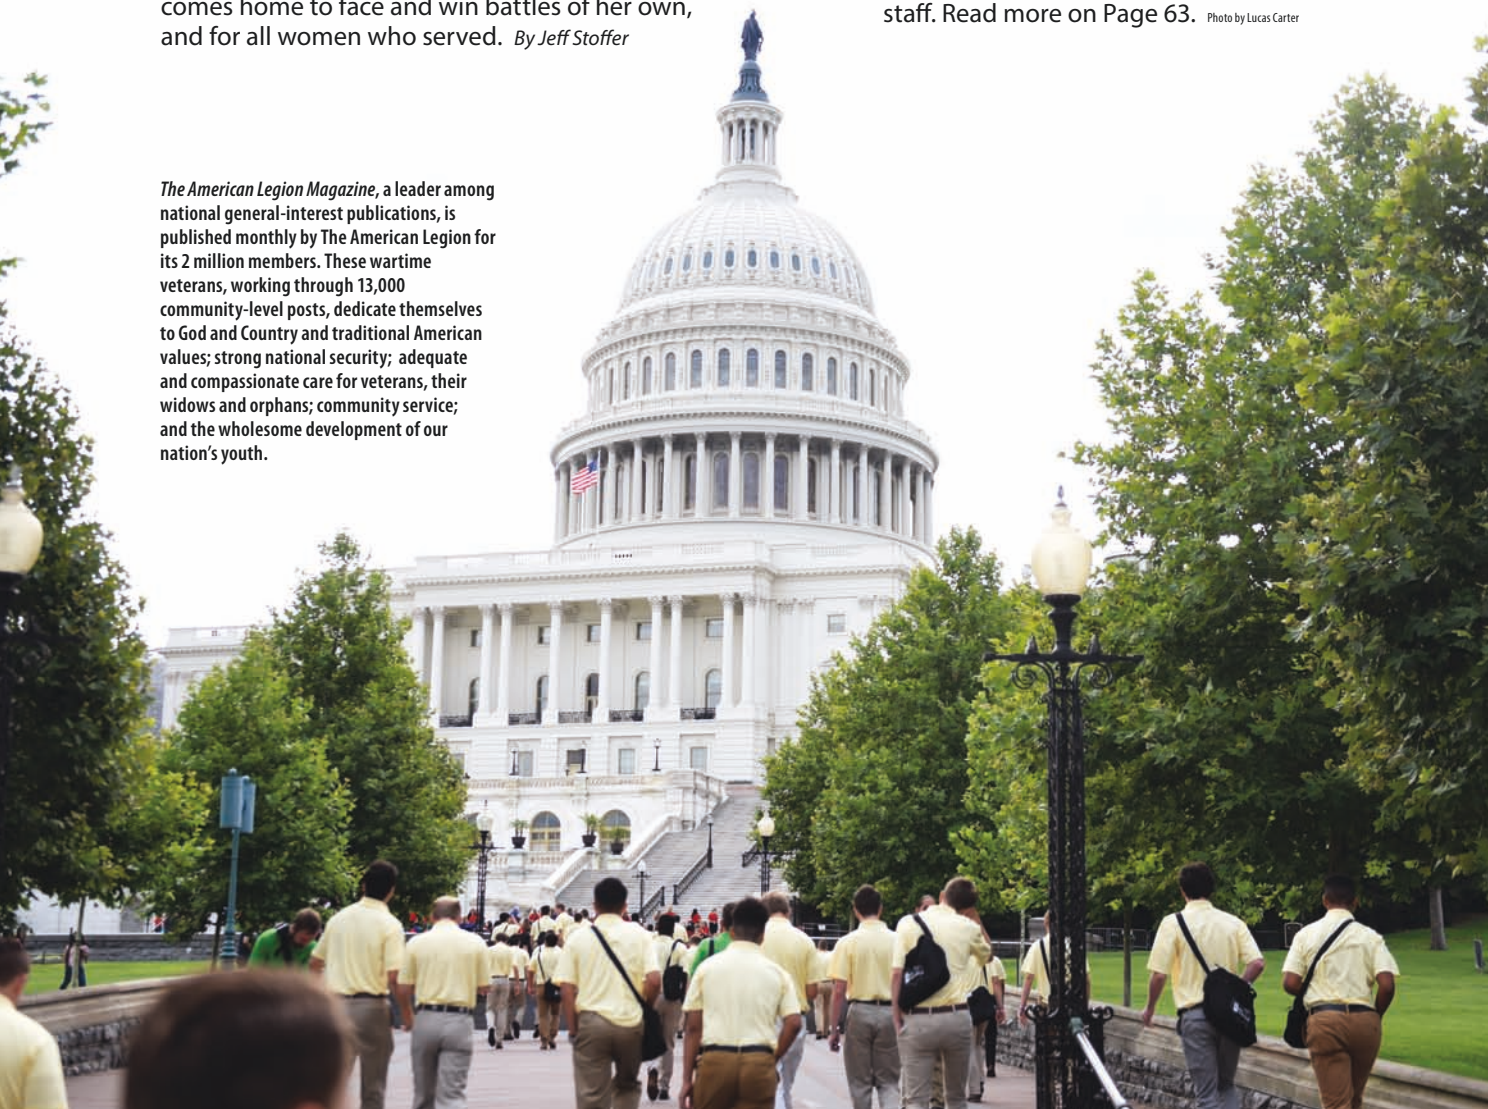 comes home to face and win battles of her own,
and for all women who served. By Jeff Stoffer
staff. Read more on Page 63. Photo by Lucas Carter
The American Legion Magazine, a leader among
national general-interest publications, is
published monthly by The American Legion for
its 2 million members. These wartime
veterans, working through 13,000
community-level posts, dedicate themselves
to God and Country and traditional American
values; strong national security; adequate
and compassionate care for veterans, their
widows and orphans; community service;
and the wholesome development of our
nation's youth.